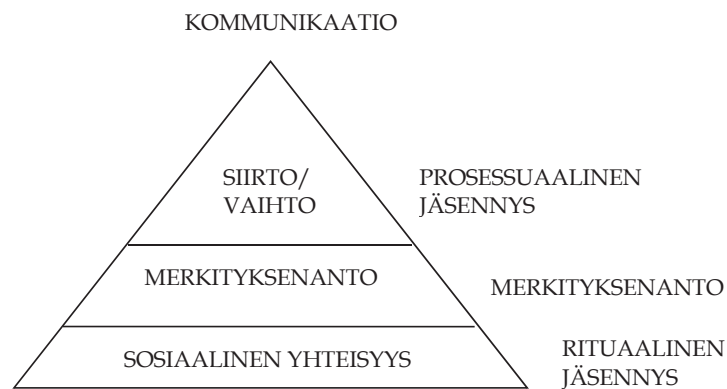 KOMMUNIKAATIO
SIIRTO/
VAIHTO
PROSESSUAALINEN
JÄSENNYS
MERKITYKSENANTO
MERKITYKSENANTO
SOSIAALINEN YHTEISYYS
RITUAALINEN
JÄSENNYS